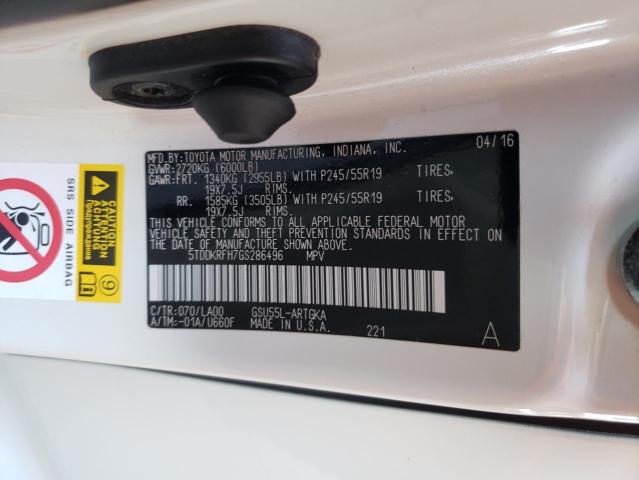 MFD.BY:TOYOTA MOTOR MANUFACTURING, INDIANA, INC. 04/16
GVWR:2720KG (6000LB)
GAWR:FRT. 1340KG (2955LB) WITH P245/55R19 TIRES,
19X7.5J RIMS.
RR. 1585KG (3505LB) WITH P245/55R19 TIRES,
19X7.5J RIMS.
THIS VEHICLE CONFORMS TO ALL APPLICABLE FEDERAL MOTOR
VEHICLE SAFETY AND THEFT PREVENTION STANDARDS IN EFFECT ON
THE DATE OF MANUFACTURE SHOWN ABOVE.
5TDDKRFH7GS286496 MPV
C/TR:070/LA00 GSU55L-ARTGKA
A/TM:-01A/U660F MADE IN U.S.A. 221 A
SRS SIDE AIRBAG
CAUTION
ATTENTION
ACHTUNG
Предупреждение
9